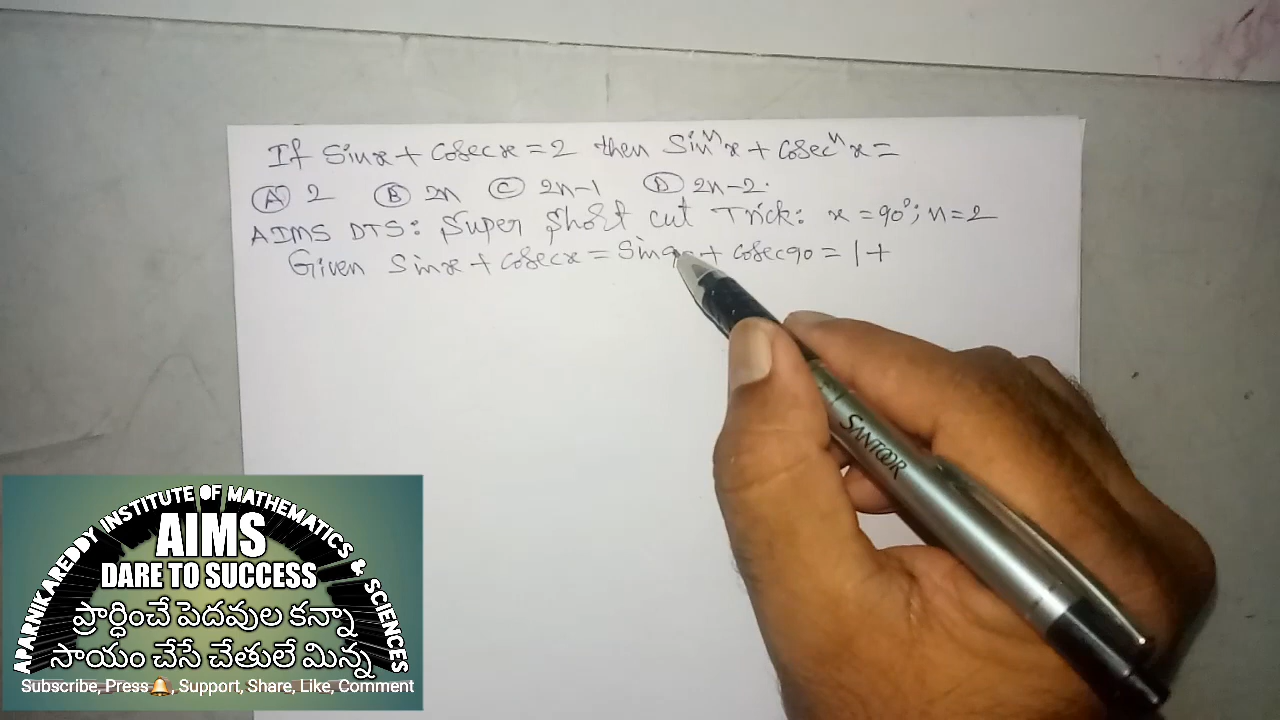 If Sinx + Cosecx = 2 then Sinⁿx + cosecⁿx =
Ⓐ 2 Ⓑ 2n Ⓒ 2n-1 Ⓓ 2n-2.
AIMS DTS: Super Short cut Trick: x = 90°; n = 2
Given Sinx + cosecx = Sin90 + cosec90 = 1 +
SANTOOR
APARNIKAREDDY INSTITUTE OF MATHEMATICS & SCIENCES
AIMS
DARE TO SUCCESS
ప్రార్థించే పెదవుల కన్నా
సాయం చేసే చేతులే మిన్న
Subscribe, Press🔔, Support, Share, Like, Comment